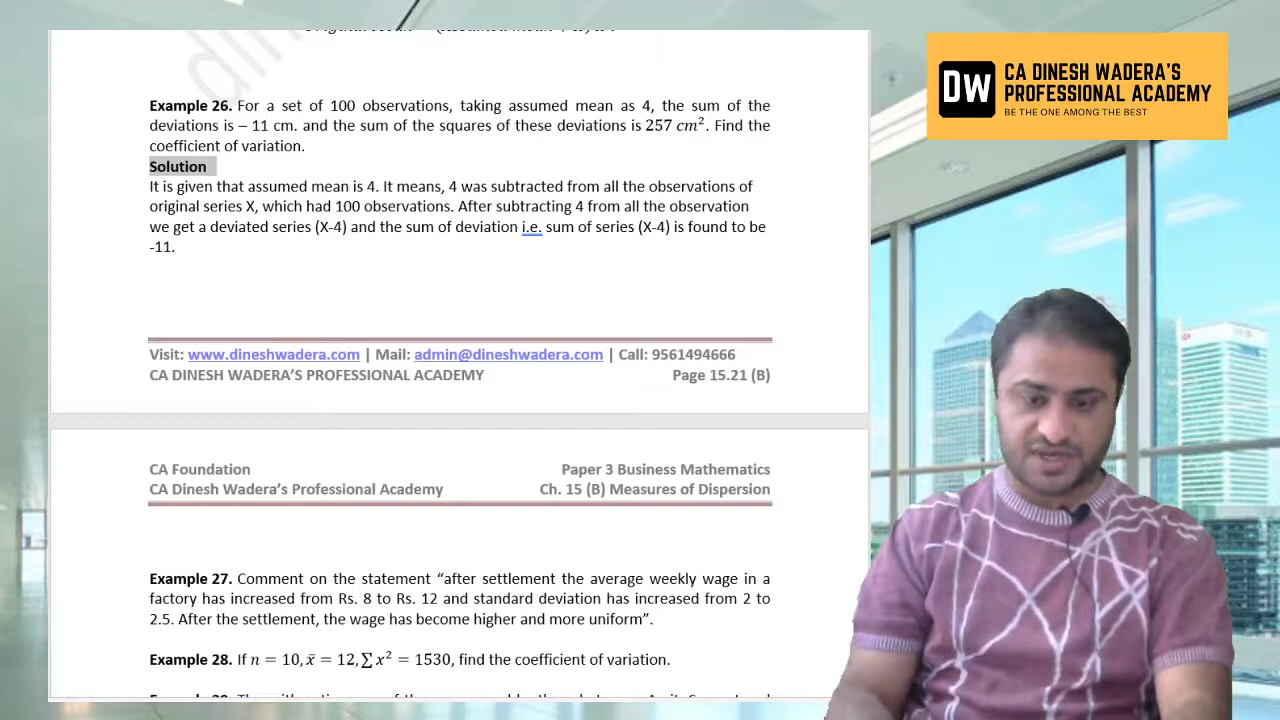 Example 26. For a set of 100 observations, taking assumed mean as 4, the sum of the
deviations is – 11 cm. and the sum of the squares of these deviations is 257 cm². Find the
coefficient of variation.
Solution
It is given that assumed mean is 4. It means, 4 was subtracted from all the observations of
original series X, which had 100 observations. After subtracting 4 from all the observation
we get a deviated series (X-4) and the sum of deviation i.e. sum of series (X-4) is found to be
-11.
Visit: www.dineshwadera.com | Mail: admin@dineshwadera.com | Call: 9561494666
CA DINESH WADERA'S PROFESSIONAL ACADEMY Page 15.21 (B)
CA Foundation Paper 3 Business Mathematics
CA Dinesh Wadera's Professional Academy Ch. 15 (B) Measures of Dispersion
Example 27. Comment on the statement "after settlement the average weekly wage in a
factory has increased from Rs. 8 to Rs. 12 and standard deviation has increased from 2 to
2.5. After the settlement, the wage has become higher and more uniform".
Example 28. If n = 10, x̄ = 12, ∑ x² = 1530, find the coefficient of variation.
DW
CA DINESH WADERA'S
PROFESSIONAL ACADEMY
BE THE ONE AMONG THE BEST